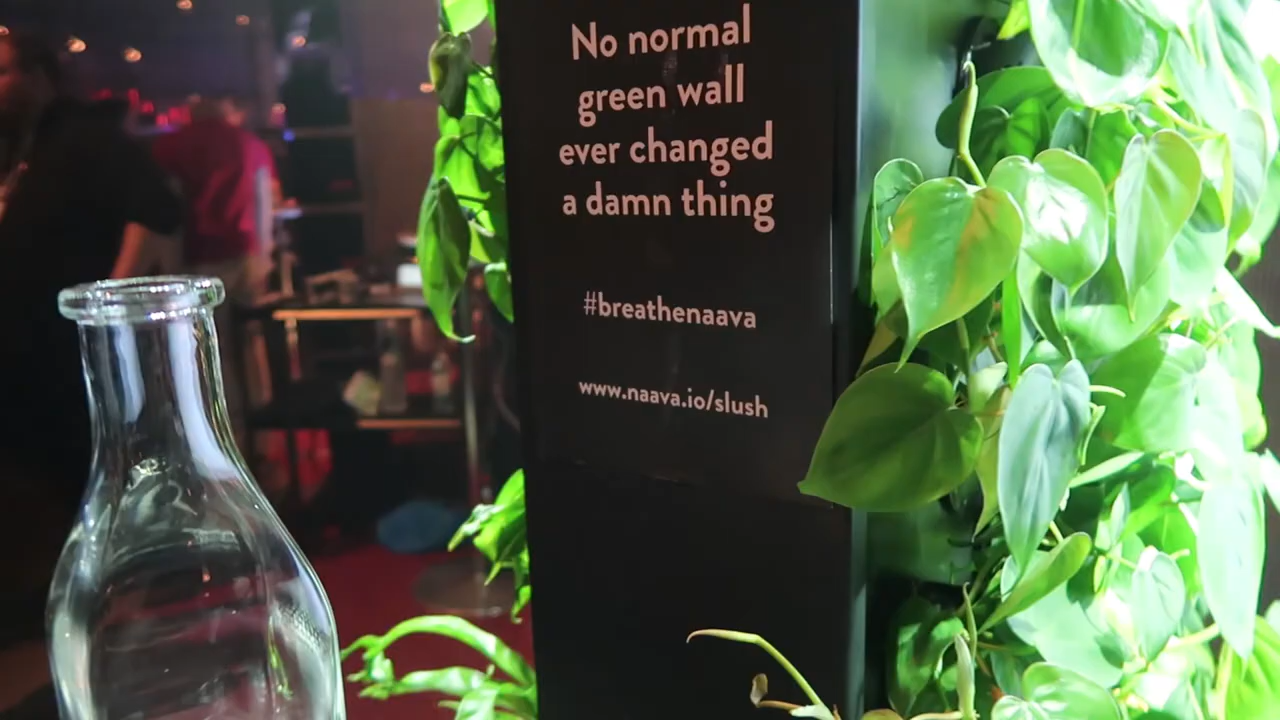 No normal
green wall
ever changed
a damn thing
#breathenaava
www.naava.io/slush